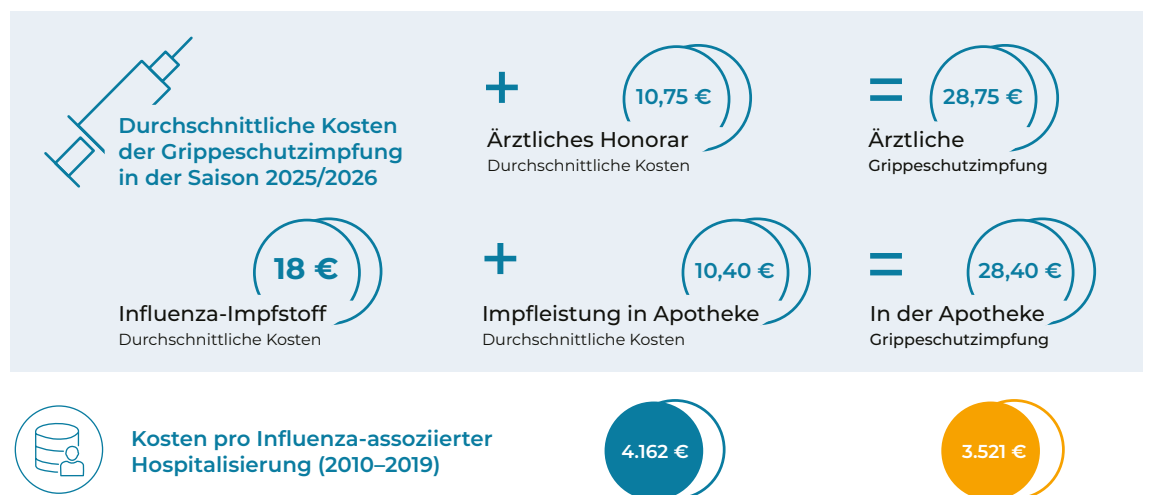 Durchschnittliche Kosten
der Grippeschutzimpfung
in der Saison 2025/2026
+
10,75 €
Ärztliches Honorar
Durchschnittliche Kosten
=
28,75 €
Ärztliche
Grippeschutzimpfung
18 €
Influenza-Impfstoff
Durchschnittliche Kosten
+
10,40 €
Impfleistung in Apotheke
Durchschnittliche Kosten
=
28,40 €
In der Apotheke
Grippeschutzimpfung
Kosten pro Influenza-assoziierter
Hospitalisierung (2010–2019)
4.162 €
3.521 €